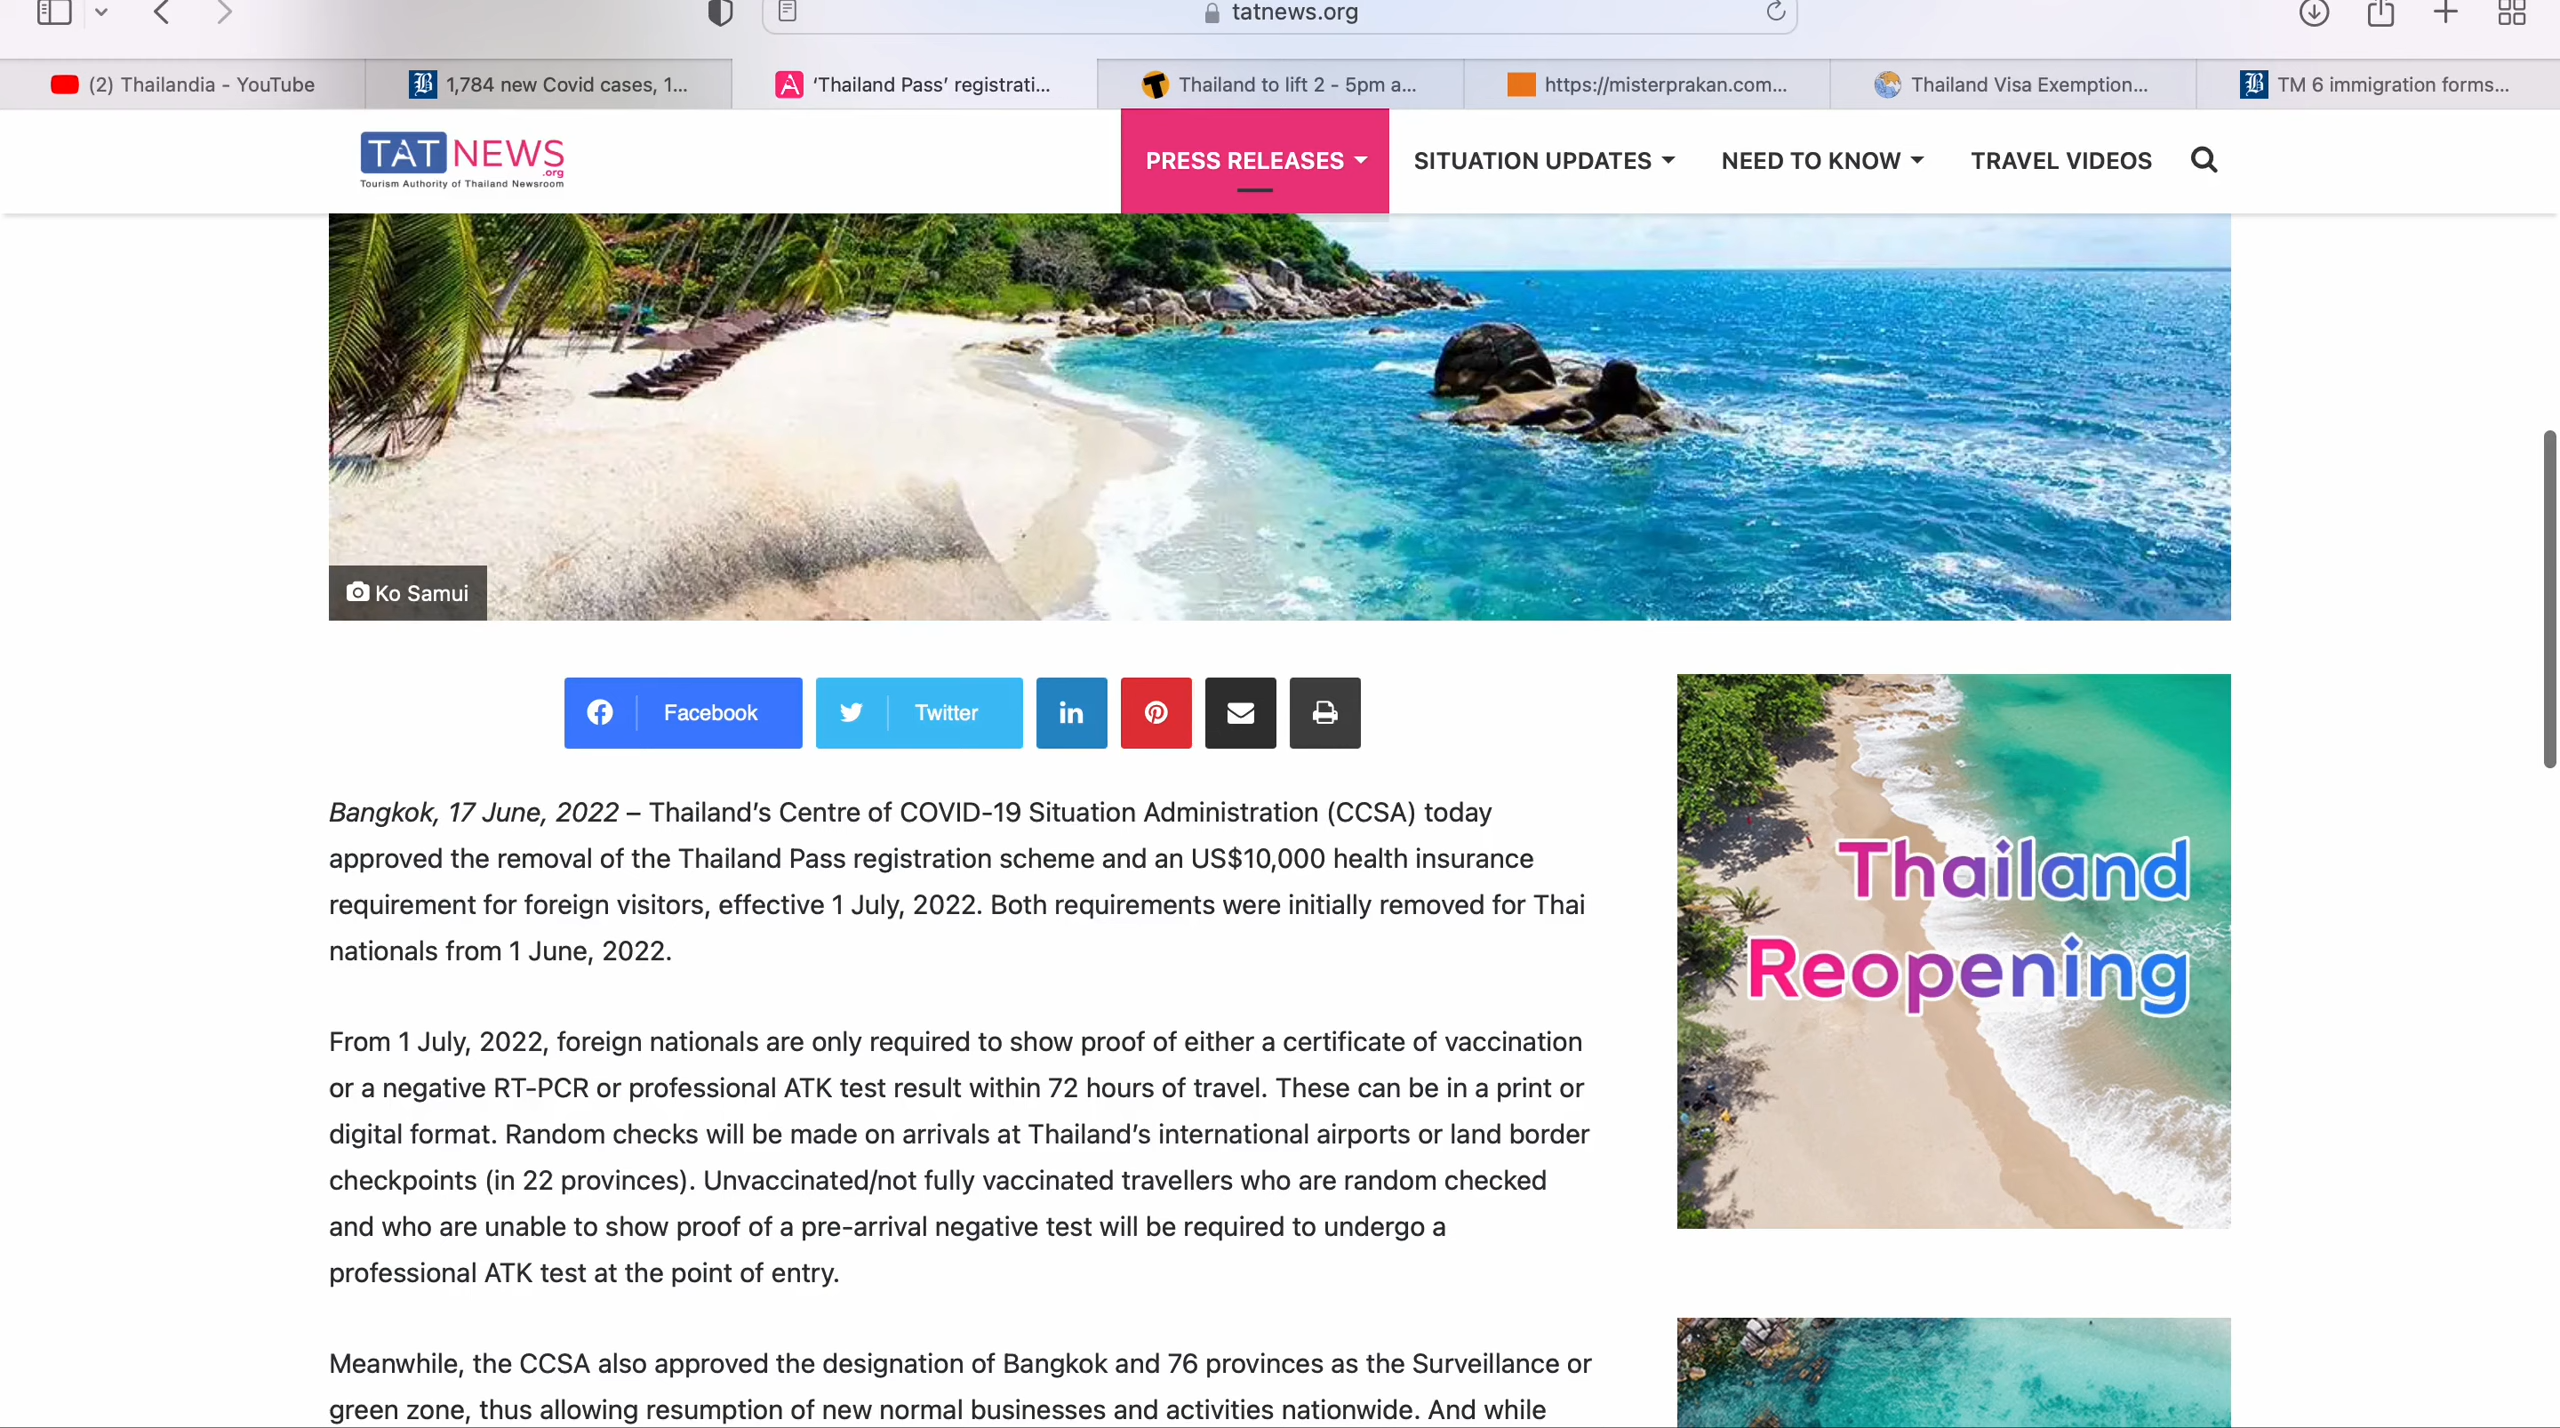 tatnews.org
(2) Thailandia - YouTube
1,784 new Covid cases, 1...
‘Thailand Pass’ registrati...
Thailand to lift 2 - 5pm a...
https://misterprakan.com...
Thailand Visa Exemption...
TM 6 immigration forms...
TAT NEWS
.org
Tourism Authority of Thailand Newsroom
PRESS RELEASES
SITUATION UPDATES
NEED TO KNOW
TRAVEL VIDEOS
Ko Samui
Facebook
Twitter
in
Bangkok, 17 June, 2022 – Thailand’s Centre of COVID-19 Situation Administration (CCSA) today
approved the removal of the Thailand Pass registration scheme and an US$10,000 health insurance
requirement for foreign visitors, effective 1 July, 2022. Both requirements were initially removed for Thai
nationals from 1 June, 2022.
From 1 July, 2022, foreign nationals are only required to show proof of either a certificate of vaccination
or a negative RT-PCR or professional ATK test result within 72 hours of travel. These can be in a print or
digital format. Random checks will be made on arrivals at Thailand’s international airports or land border
checkpoints (in 22 provinces). Unvaccinated/not fully vaccinated travellers who are random checked
and who are unable to show proof of a pre-arrival negative test will be required to undergo a
professional ATK test at the point of entry.
Meanwhile, the CCSA also approved the designation of Bangkok and 76 provinces as the Surveillance or
green zone, thus allowing resumption of new normal businesses and activities nationwide. And while
Thailand
Reopening